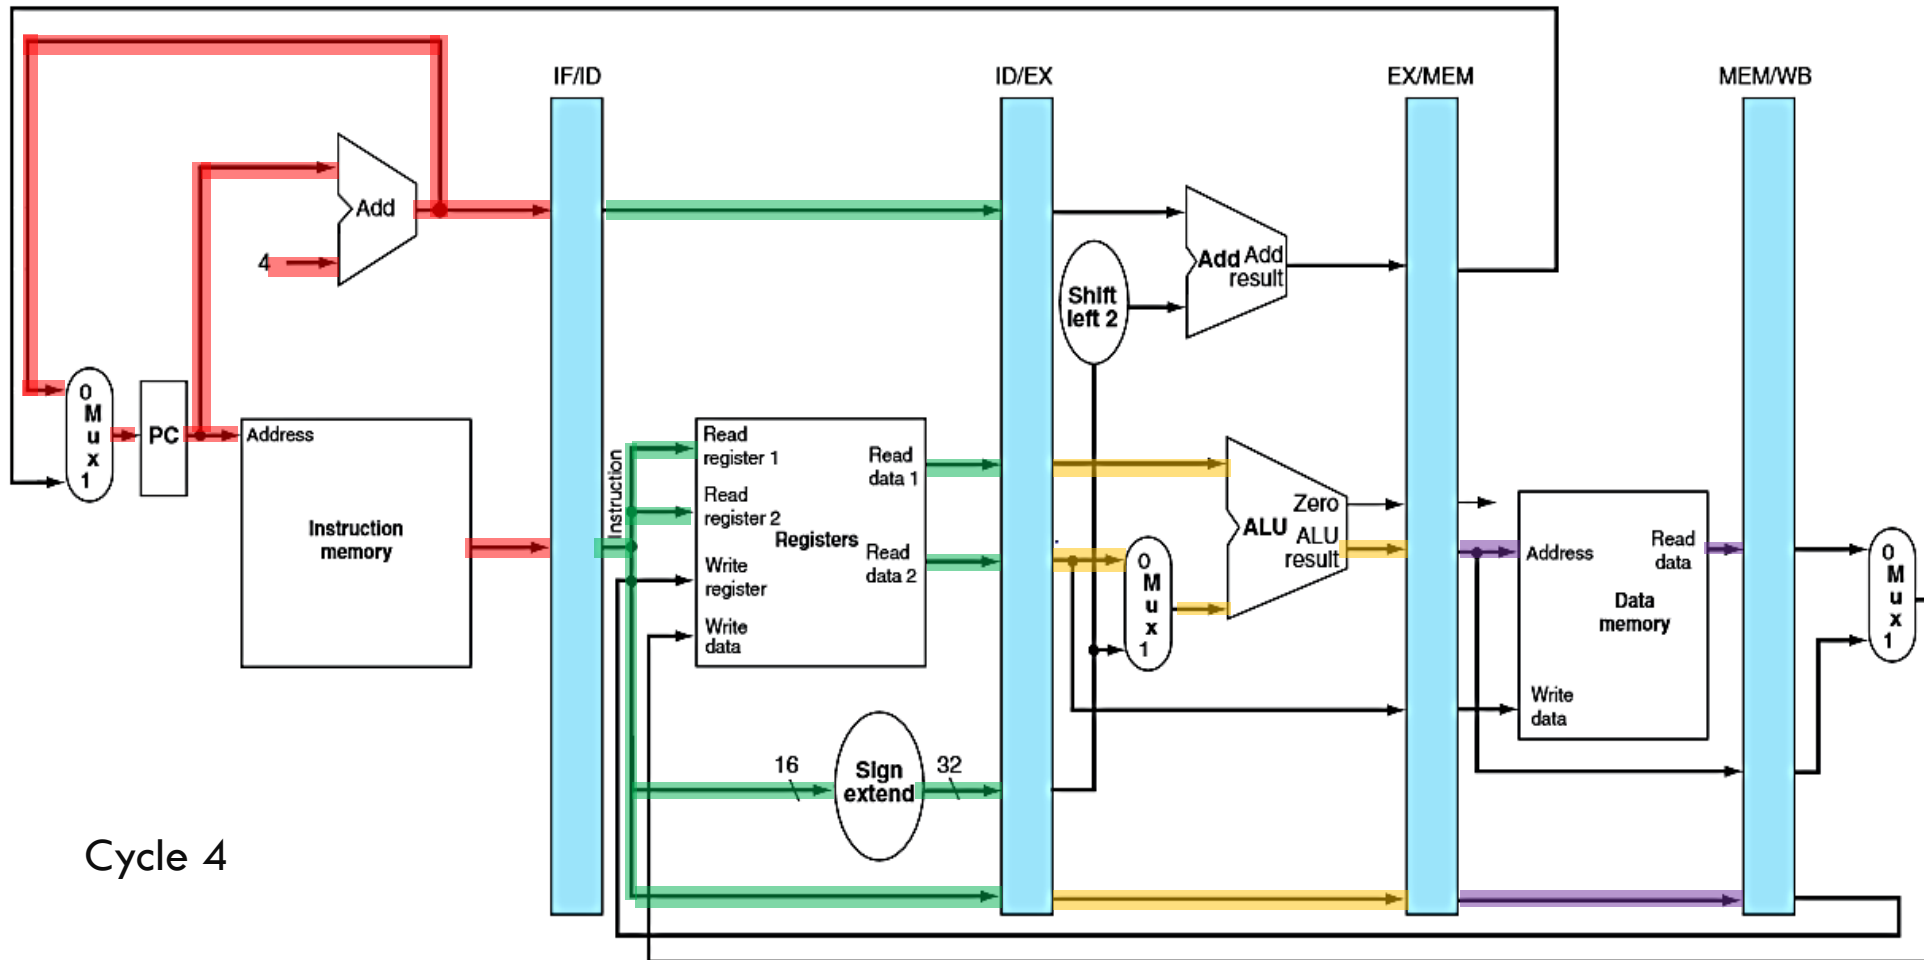 IF/ID
ID/EX
EX/MEM
MEM/WB
Add
4
Add Add
result
Shift
left 2
0
M
u
x
1
PC
Address
Instruction
memory
Instruction
Read
register 1
Read
register 2
Write
register
Write
data
Registers
Read
data 1
Read
data 2
0
M
u
x
1
Zero
ALU
ALU
result
Address
Read
data
Data
memory
Write
data
0
M
u
x
1
16
Sign
extend
32
Cycle 4